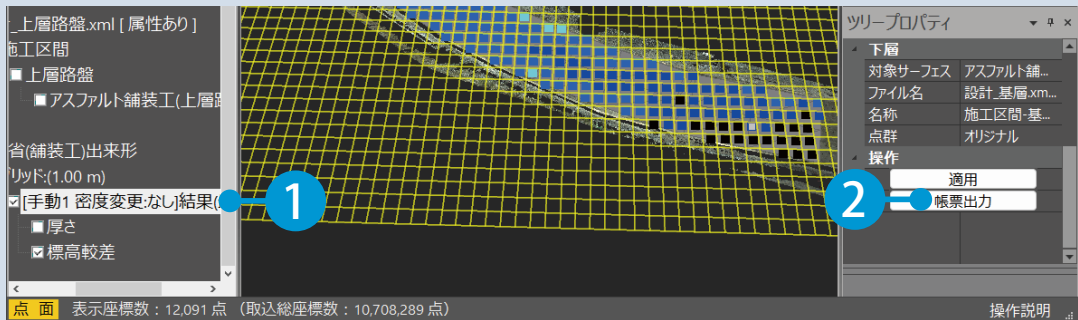 _上層路盤.xml [ 属性あり ]
施工区間
上層路盤
アスファルト舗装工(上層路
省(舗装工)出来形
グリッド:(1.00 m)
[手動1 密度変更:なし]結果(
厚さ
標高較差
1
ツリープロパティ
下層
対象サーフェス アスファルト舗...
ファイル名 設計_基層.xm...
名称 施工区間-基...
点群 オリジナル
操作
適用
2
帳票出力
点 面 表示座標数：12,091 点 （取込総座標数：10,708,289 点）
操作説明